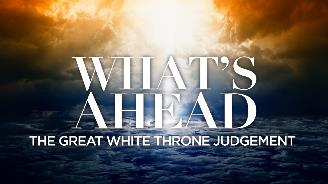 WHAT'S
AHEAD
THE GREAT WHITE THRONE JUDGEMENT